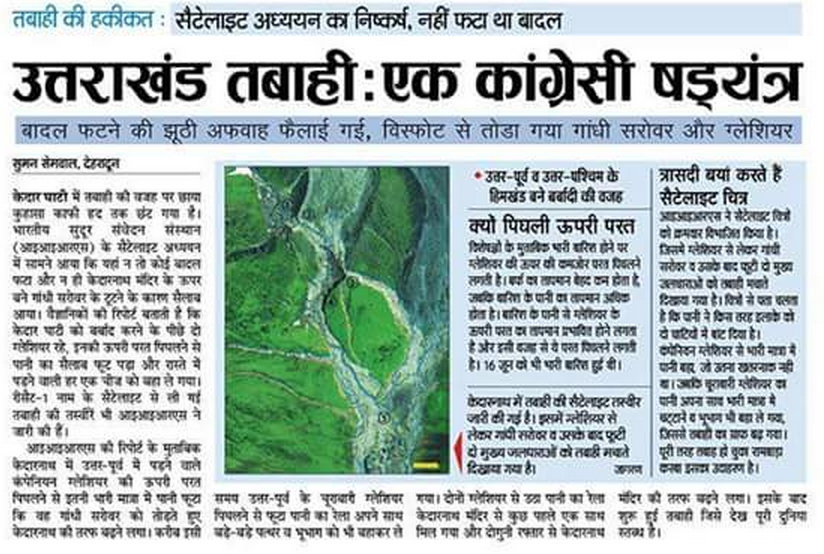 तबाही की हकीकत : सैटेलाइट अध्ययन का निष्कर्ष, नहीं फटा था बादल
उत्तराखंड तबाही:एक कांग्रेसी षड्यंत्र
बादल फटने की झूठी अफवाह फैलाई गई, विस्फोट से तोडा गया गांधी सरोवर और ग्लेशियर
सुमन सेमवाल, देहरादून
केदार घाटी में तबाही की वजह पर छाया
कुहासा काफी हद तक छंट गया है।
भारतीय सुदूर संवेदन संस्थान
(आइआइआरएस) के सैटेलाइट अध्ययन
में सामने आया कि यहां न तो कोई बादल
फटा और न ही केदारनाथ मंदिर के ऊपर
बने गांधी सरोवर के टूटने के कारण सैलाब
आया। वैज्ञानिकों की रिपोर्ट बताती है कि
केदार घाटी को बर्बाद करने के पीछे दो
ग्लेशियर रहे, इनकी ऊपरी परत पिघलने से
पानी का सैलाब फूट पड़ा और रास्ते में
पड़ने वाली हर एक चीज को बहा ले गया।
रीसैट-1 नाम के सैटेलाइट से ली गई
तबाही की तस्वीरें भी आइआइआरएस ने
जारी की हैं।
आइआइआरएस की रिपोर्ट के मुताबिक
केदारनाथ में उत्तर-पूर्व में पड़ने वाले
कंपेनियन ग्लेशियर की ऊपरी परत
पिघलने से इतनी भारी मात्रा में पानी फूटा
कि वह गांधी सरोवर को तोड़ते हुए
केदारनाथ की तरफ बढ़ने लगा। करीब इसी
समय उत्तर-पूर्व के चूराबारी ग्लेशियर
पिघलने से फूटा पानी का रेला अपने साथ
बड़े-बड़े पत्थर व भूभाग को भी बहाकर ले
गया। दोनों ग्लेशियर से उठा पानी का रेला
केदारनाथ मंदिर से कुछ पहले एक साथ
मिल गया और दोगुनी रफ्तार से केदारनाथ
मंदिर की तरफ बढ़ने लगा। इसके बाद
शुरू हुई तबाही जिसे देख पूरी दुनिया
स्तब्ध है।
उत्तर-पूर्व व उत्तर-पश्चिम के
हिमखंड बने बर्बादी की वजह
क्यों पिघली ऊपरी परत
विशेषज्ञों के मुताबिक भारी बारिश होने पर
ग्लेशियर की ऊपर की कमजोर परत पिघलने
लगती है। बर्फ का तापमान बेहद कम होता है,
जबकि बारिश के पानी का तापमान अधिक
होता है। बारिश के पानी से ग्लेशियर के
ऊपरी परत का तापमान प्रभावित होने लगता
है और इसी वजह से ये परत पिघलने लगती
है। 16 जून को भी भारी बारिश हुई थी।
केदारनाथ में तबाही की सैटेलाइट तस्वीर
जारी की गई है। इसमें ग्लेशियर से
लेकर गांधी सरोवर व उसके बाद फूटी
दो मुख्य जलधाराओं को तबाही मचाते
दिखाया गया है। जागरण
त्रासदी बयां करते हैं
सैटेलाइट चित्र
आइआइआरएस ने सेटेलाइट चित्रों
को क्रमवार विभाजित किया है।
जिसमें ग्लेशियर से लेकर गांधी
सरोवर व उसके बाद फूटी दो मुख्य
जलधाराओं को तबाही मचाते
दिखाया गया है। चित्रों से पता चलता
है कि पानी ने किस तरह इलाके को
दो घाटियों में बाट दिया है।
कंपेनियन ग्लेशियर से भारी मात्रा में
पानी बहा, जो उतना खतरनाक नहीं
था। जबकि चूराबारी ग्लेशियर का
पानी अपना साथ भारी मात्रा में
चट्टानें व भूभाग भी बहा ले गया,
जिससे तबाही का ग्राफ बढ़ गया।
पूरी तरह तबाह हो चुका रामबाड़ा
कस्बा इसका उदाहरण है।